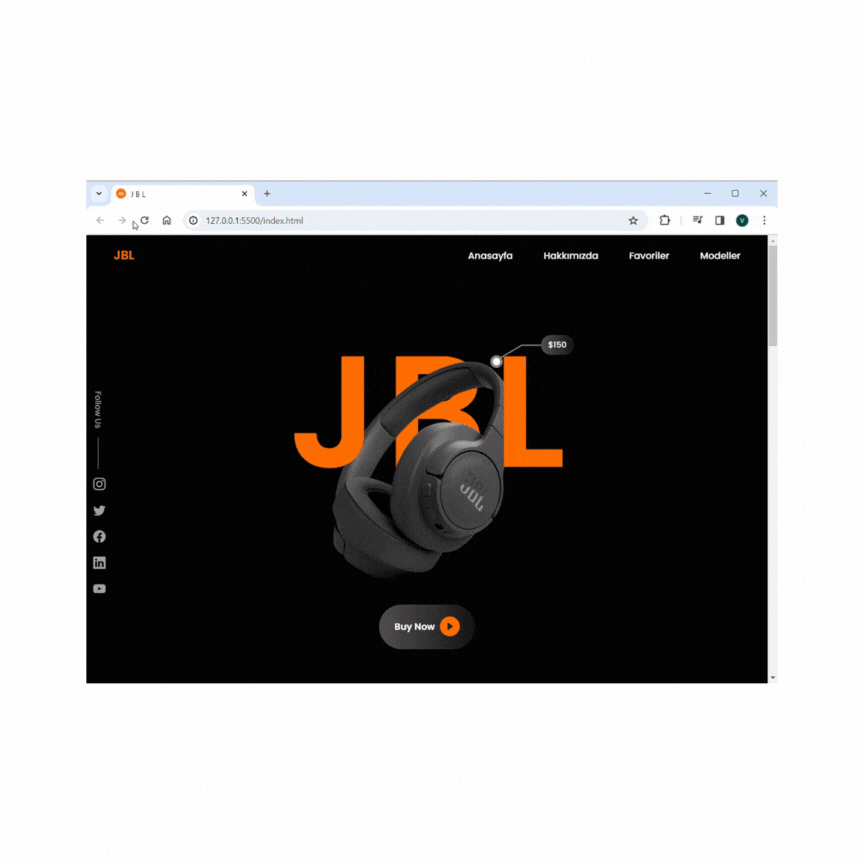 J B L
127.0.0.1:5500/index.html
V
JBL
Anasayfa
Hakkımızda
Favoriler
Modeller
$150
JBL
JBL
Follow Us
Buy Now